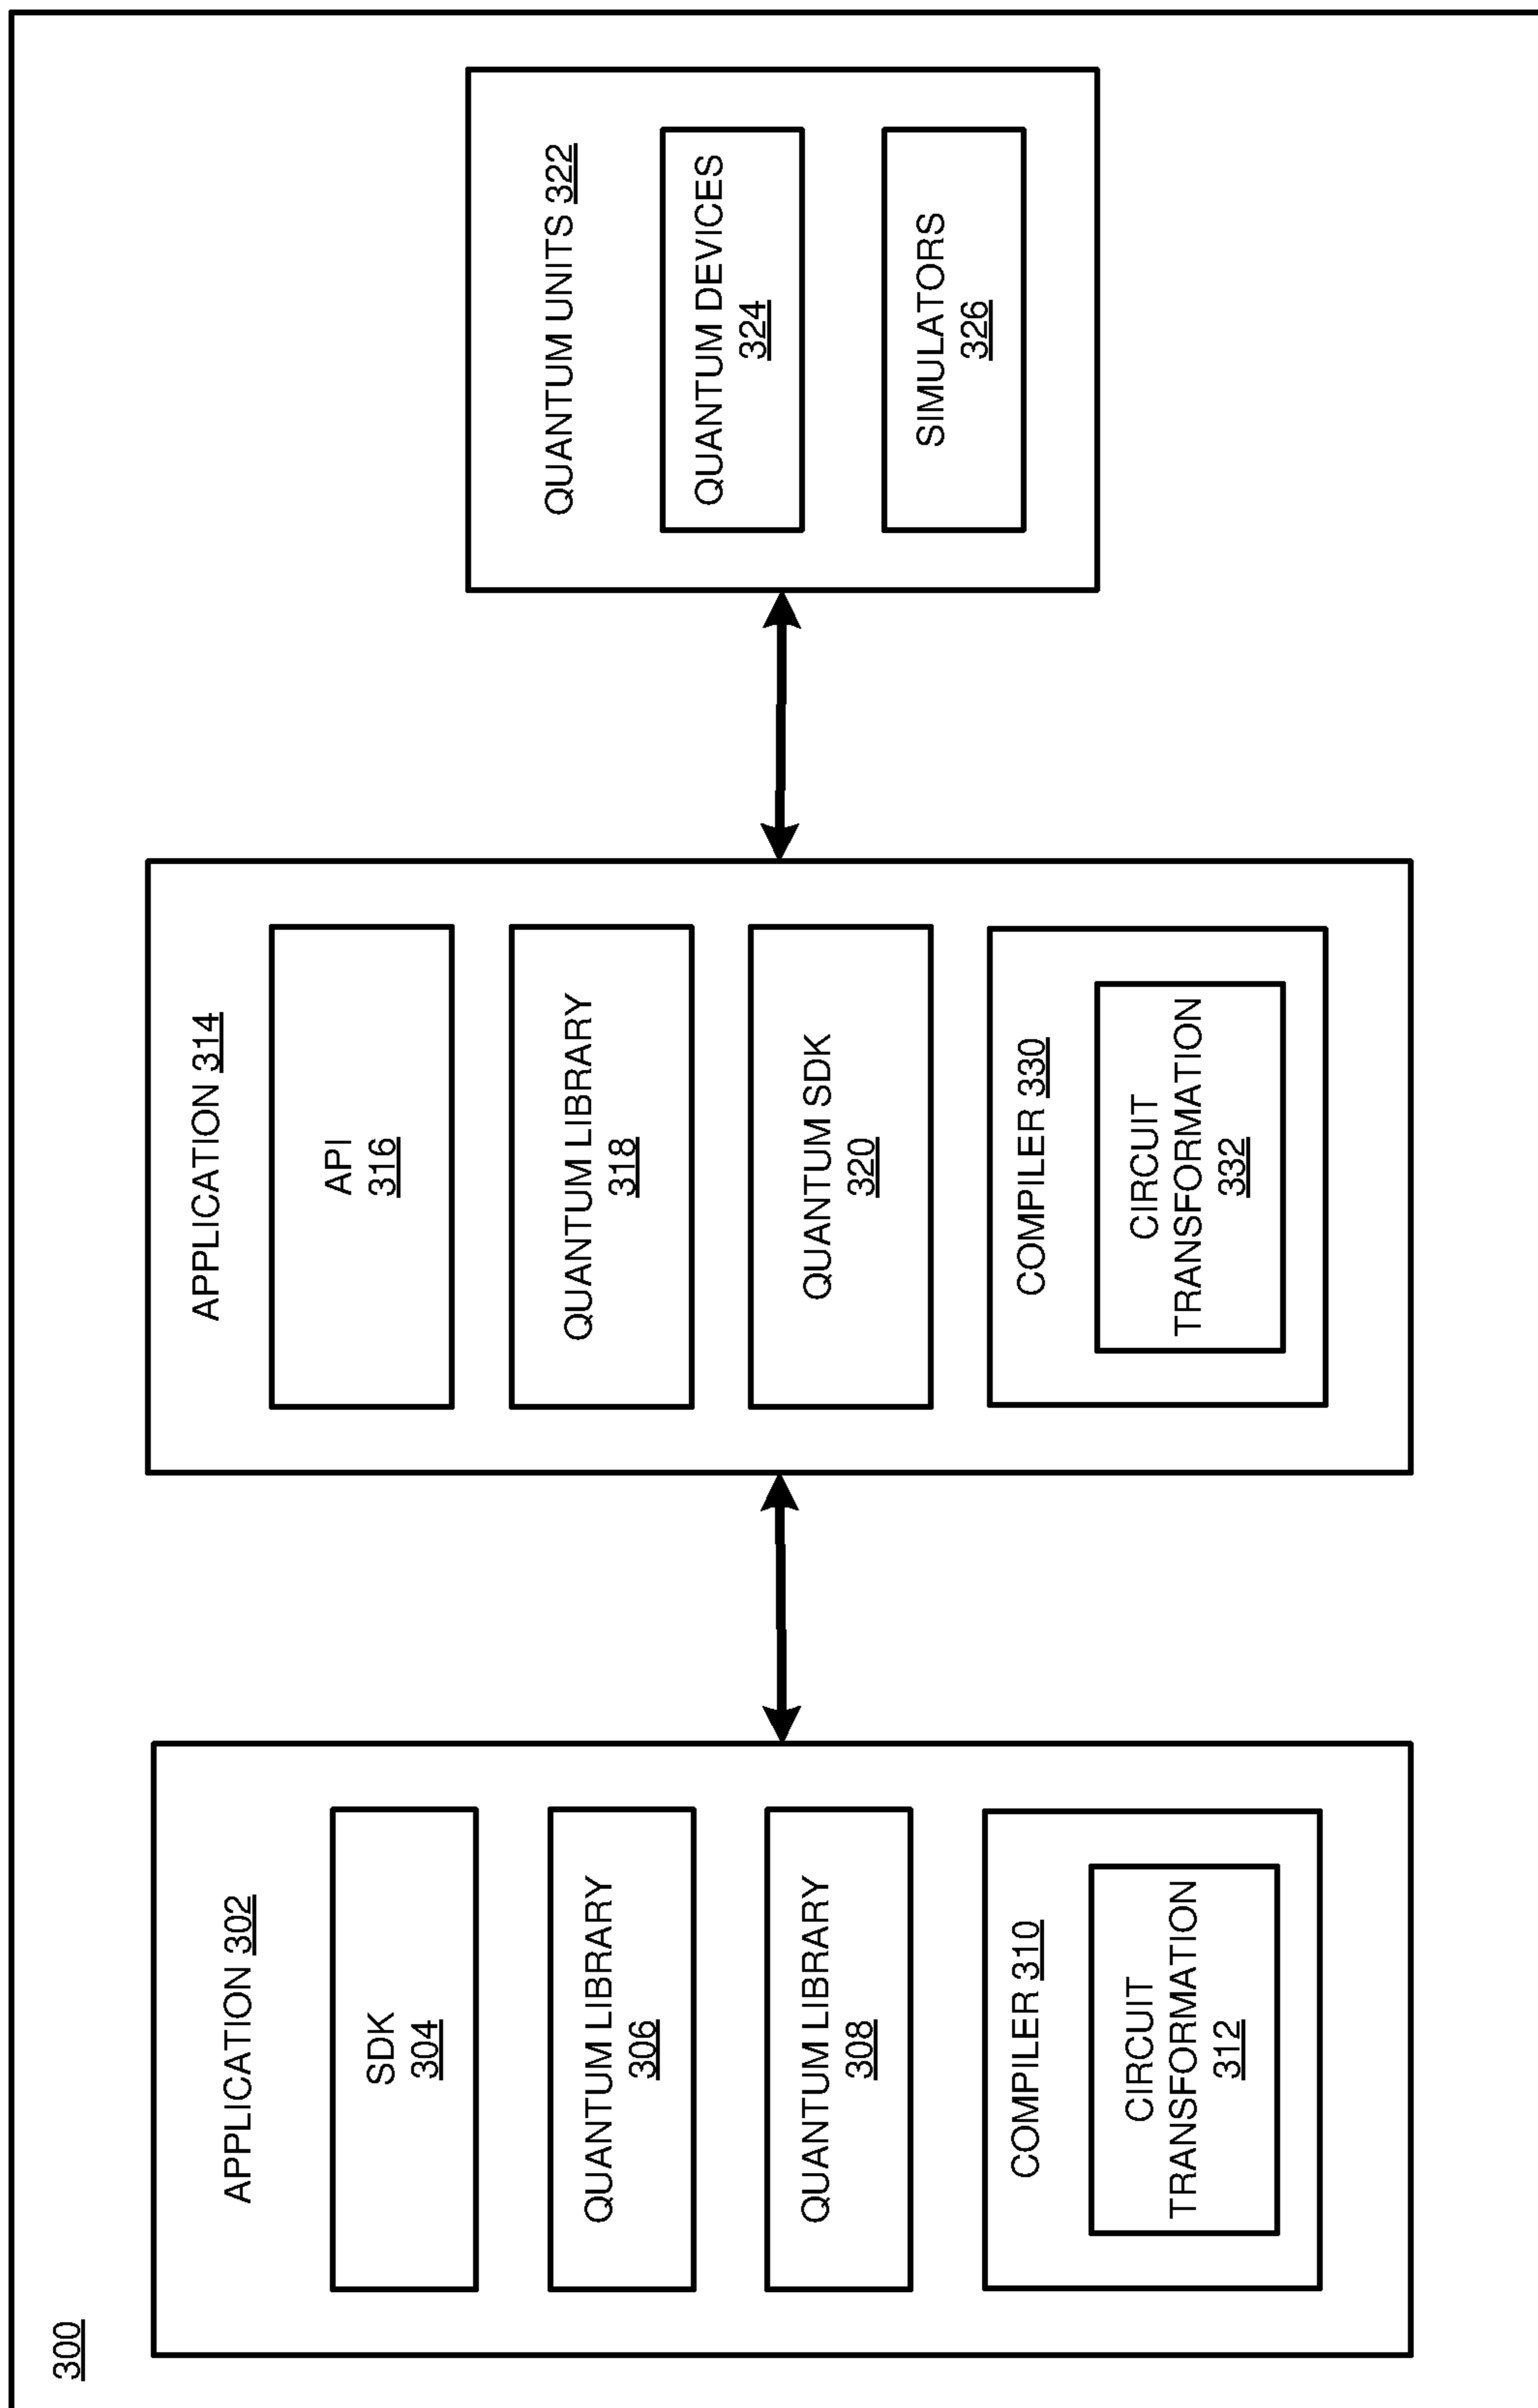 300
APPLICATION 302
SDK
304
QUANTUM LIBRARY
306
QUANTUM LIBRARY
308
COMPILER 310
CIRCUIT
TRANSFORMATION
312
APPLICATION 314
API
316
QUANTUM LIBRARY
318
QUANTUM SDK
320
COMPILER 330
CIRCUIT
TRANSFORMATION
332
QUANTUM UNITS 322
QUANTUM DEVICES
324
SIMULATORS
326